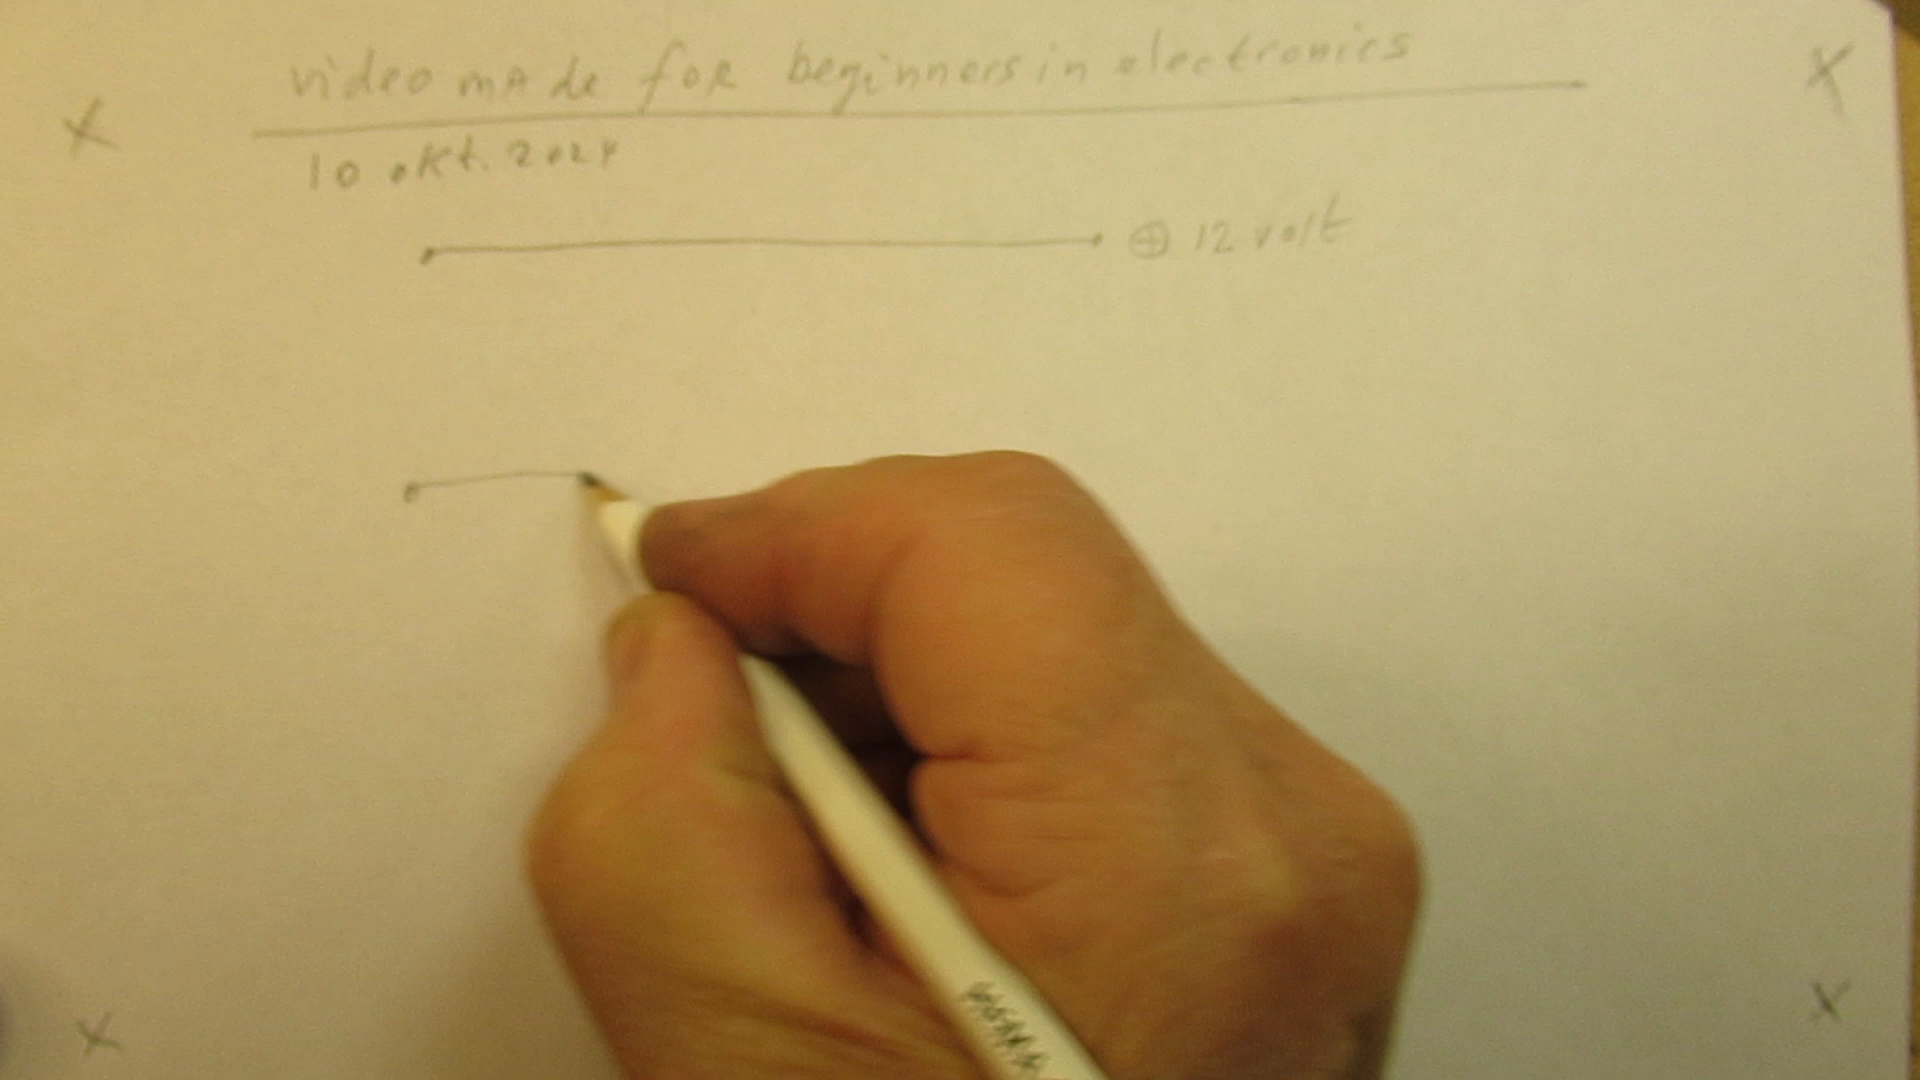 video made for beginners in electronics
10 okt. 2024
⊕ 12 volt